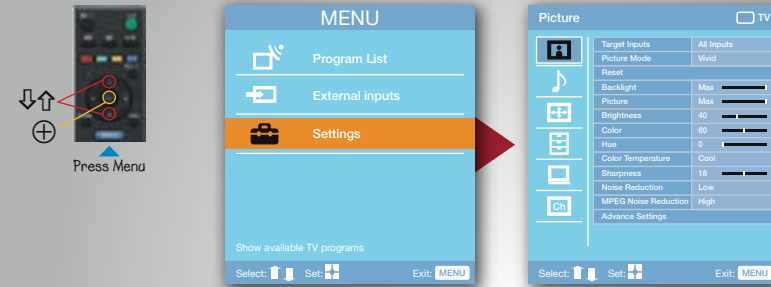 Press Menu
MENU
Program List
External inputs
Settings
Show available TV programs
Select: Set: Exit: MENU
Picture TV
Target Inputs All Inputs
Picture Mode Vivid
Reset
Backlight Max
Picture Max
Brightness 40
Color 60
Hue 0
Color Temperature Cool
Sharpness 18
Noise Reduction Low
MPEG Noise Reduction High
Advance Settings
Ch
Select: Set: Exit: MENU